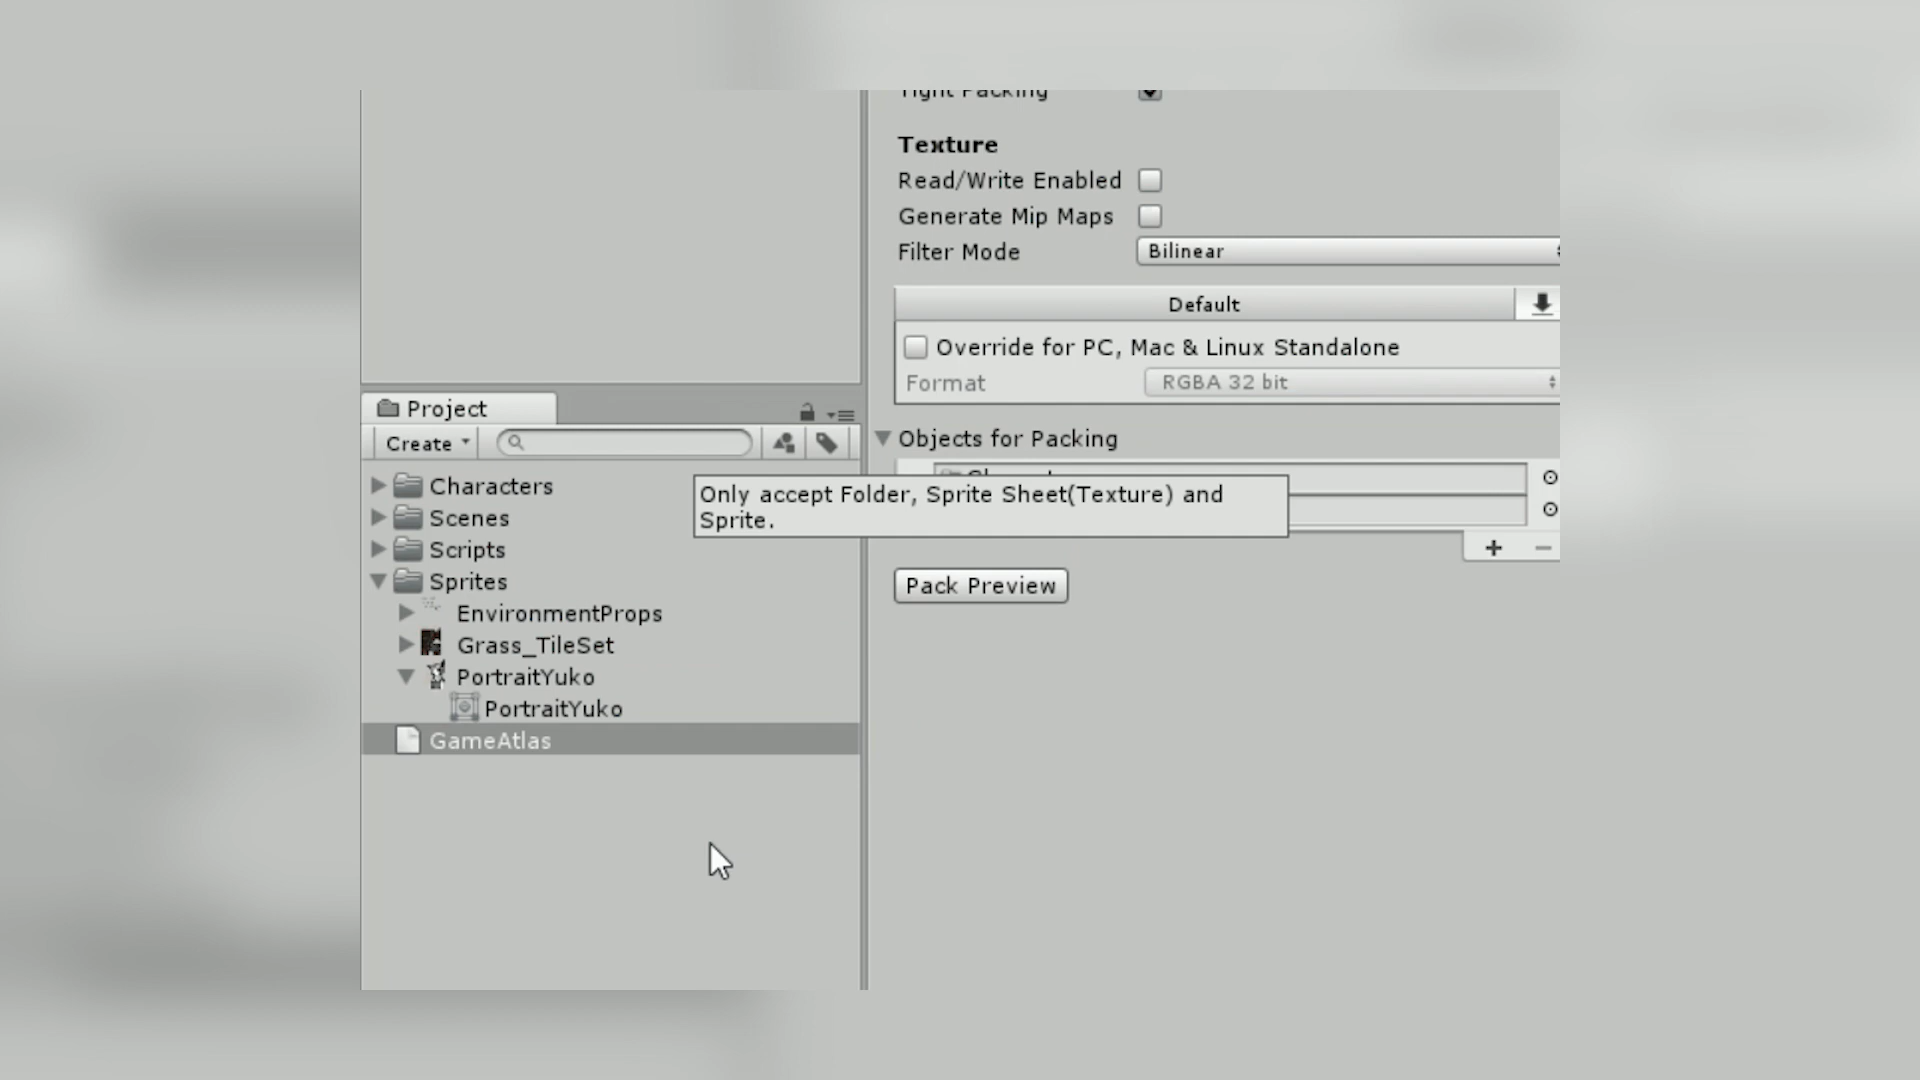 Tight Packing
Texture
Read/Write Enabled
Generate Mip Maps
Filter Mode
Bilinear
Default
Override for PC, Mac & Linux Standalone
Format
RGBA 32 bit
Objects for Packing
Only accept Folder, Sprite Sheet(Texture) and
Sprite.
Pack Preview
Project
Create
Characters
Scenes
Scripts
Sprites
EnvironmentProps
Grass_TileSet
PortraitYuko
PortraitYuko
GameAtlas